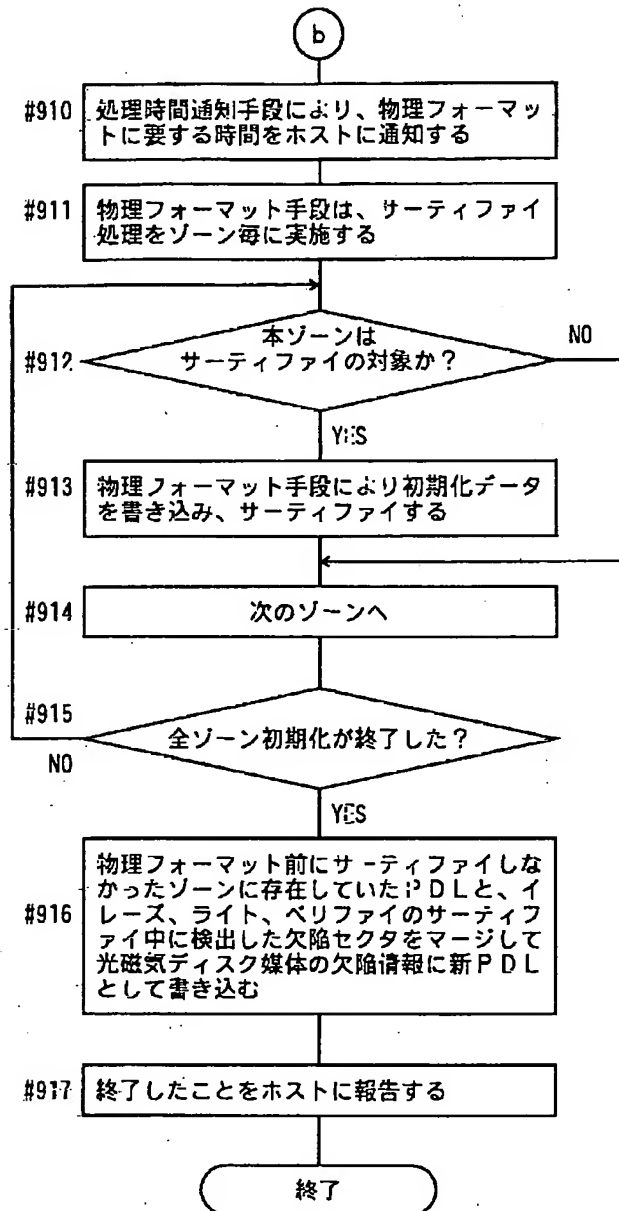 b
#910 処理時間通知手段により、物理フォーマッ
トに要する時間をホストに通知する
#911 物理フォーマット手段は、サーティファイ
処理をゾーン毎に実施する
本ゾーンは
#912 サーティファイの対象か？
NO
YES
#913 物理フォーマット手段により初期化データ
を書き込み、サーティファイする
#914 次のゾーンへ
#915
全ゾーン初期化が終了した？
NO
YES
物理フォーマット前にサーティファイしな
かったゾーンに存在していたPDLと、イ
#916 レーズ、ライト、ベリファイのサーティフ
ァイ中に検出した欠陥セクタをマージして
光磁気ディスク媒体の欠陥情報に新PDL
として書き込む
#917 終了したことをホストに報告する
終了